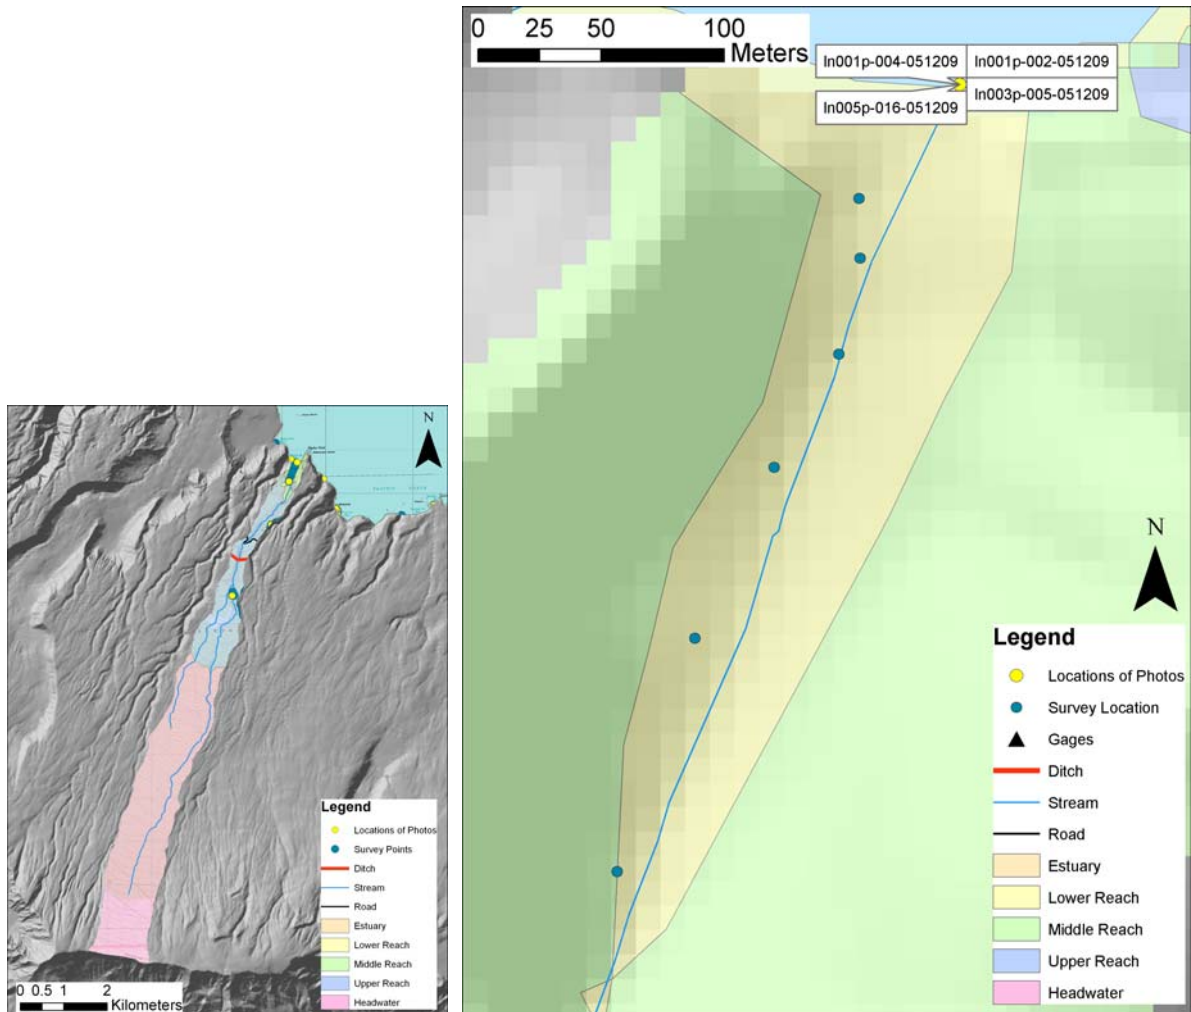 N
Legend
Locations of Photos
Survey Points
Ditch
Stream
Road
Estuary
Lower Reach
Middle Reach
Upper Reach
Headwater
0 0.5 1 2
Kilometers
0 25 50 100
Meters
ln001p-004-051209
ln001p-002-051209
ln005p-016-051209
ln003p-005-051209
N
Legend
Locations of Photos
Survey Location
Gages
Ditch
Stream
Road
Estuary
Lower Reach
Middle Reach
Upper Reach
Headwater